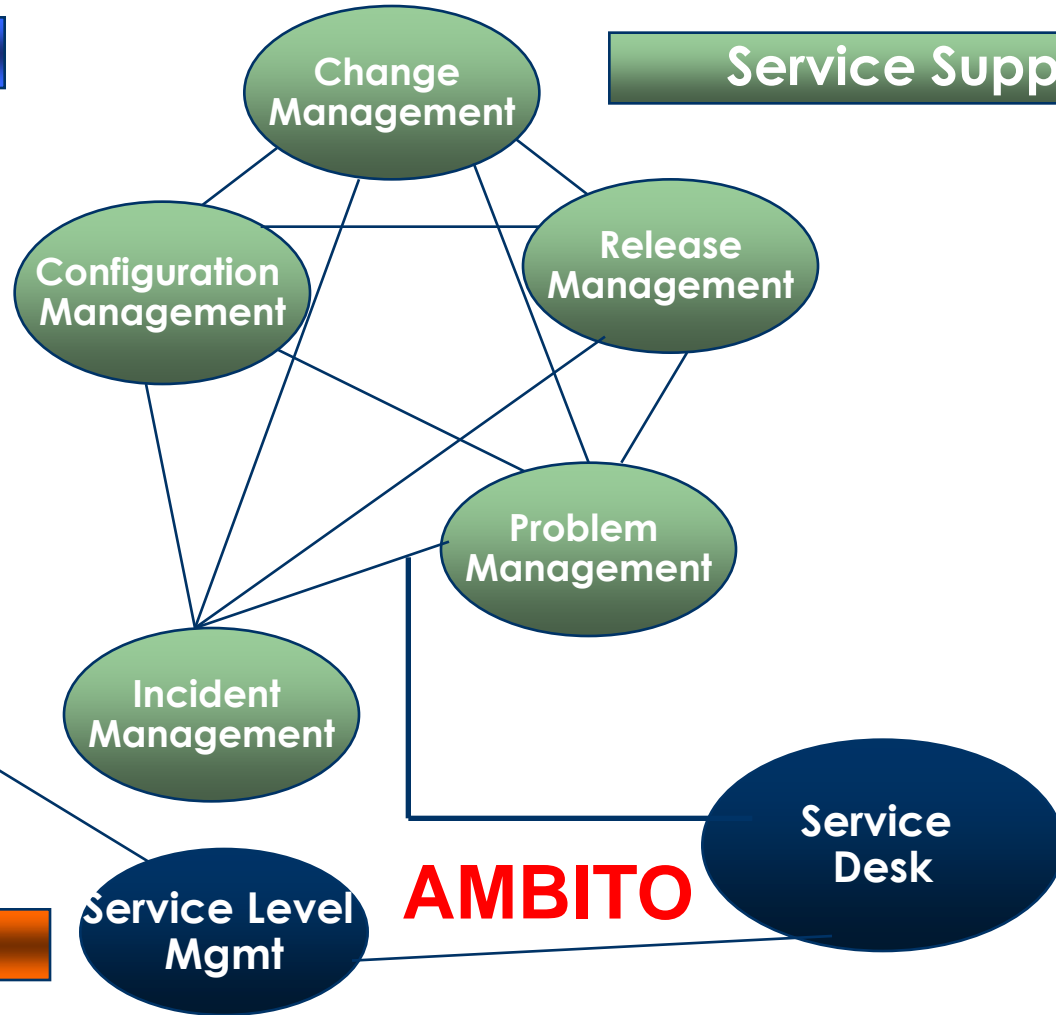 Change
Management
Service Supp
Release
Management
Configuration
Management
Problem
Management
Incident
Management
Service
Desk
AMBITO
Service Level
Mgmt